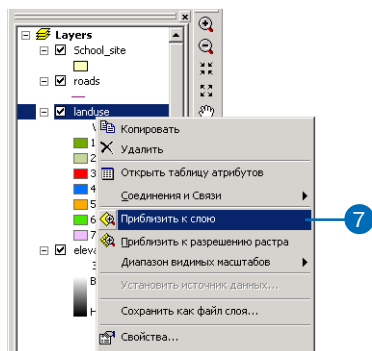 Layers
School_site
roads
landuse
Копировать
Удалить
1
2
3
Открыть таблицу атрибутов
4
Соединения и Связи
5
6
Приблизить к слою
7
7
Приблизить к разрешению растра
elev
Диапазон видимых масштабов
Установить источник данных...
Сохранить как файл слоя...
Свойства...